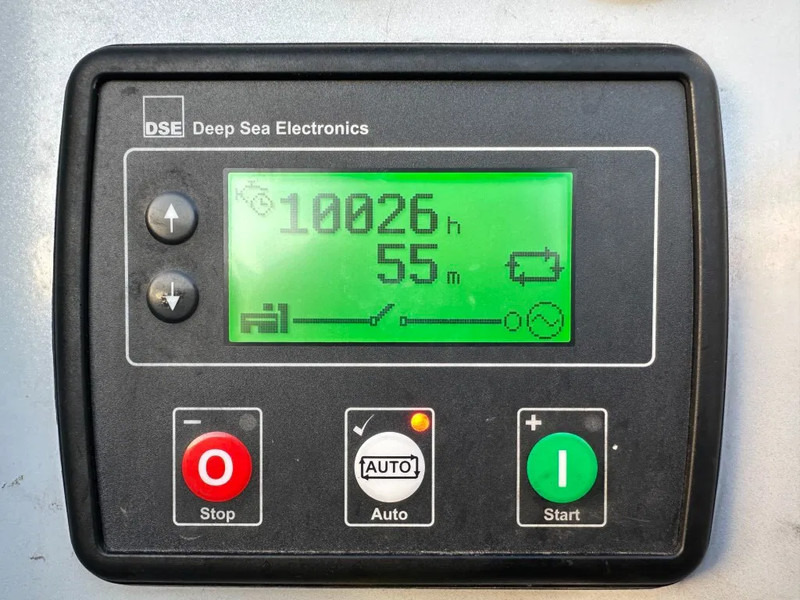 DSE Deep Sea Electronics
10026 h
55 m
AUTO
Stop
Auto
Start